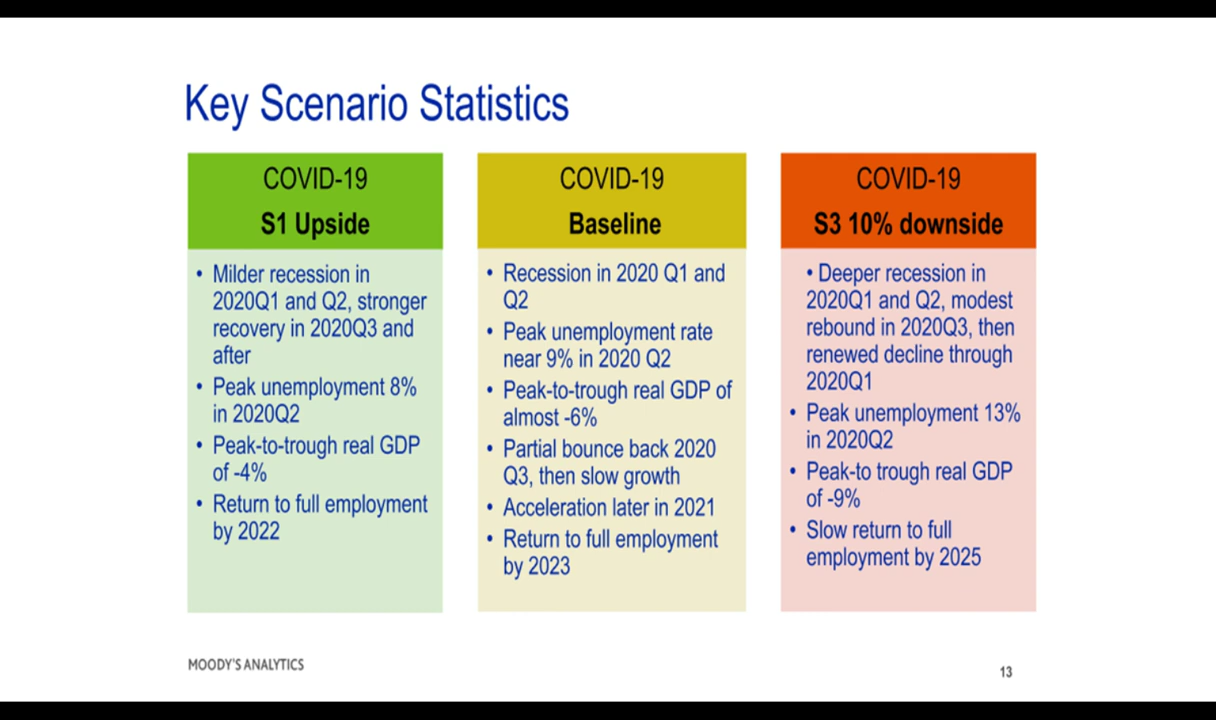 Key Scenario Statistics
COVID-19
S1 Upside
• Milder recession in
2020Q1 and Q2, stronger
recovery in 2020Q3 and
after
• Peak unemployment 8%
in 2020Q2
• Peak-to-trough real GDP
of -4%
• Return to full employment
by 2022
COVID-19
Baseline
• Recession in 2020 Q1 and
Q2
• Peak unemployment rate
near 9% in 2020 Q2
• Peak-to-trough real GDP of
almost -6%
• Partial bounce back 2020
Q3, then slow growth
• Acceleration later in 2021
• Return to full employment
by 2023
COVID-19
S3 10% downside
• Deeper recession in
2020Q1 and Q2, modest
rebound in 2020Q3, then
renewed decline through
2020Q1
• Peak unemployment 13%
in 2020Q2
• Peak-to trough real GDP
of -9%
• Slow return to full
employment by 2025
MOODY'S ANALYTICS
13